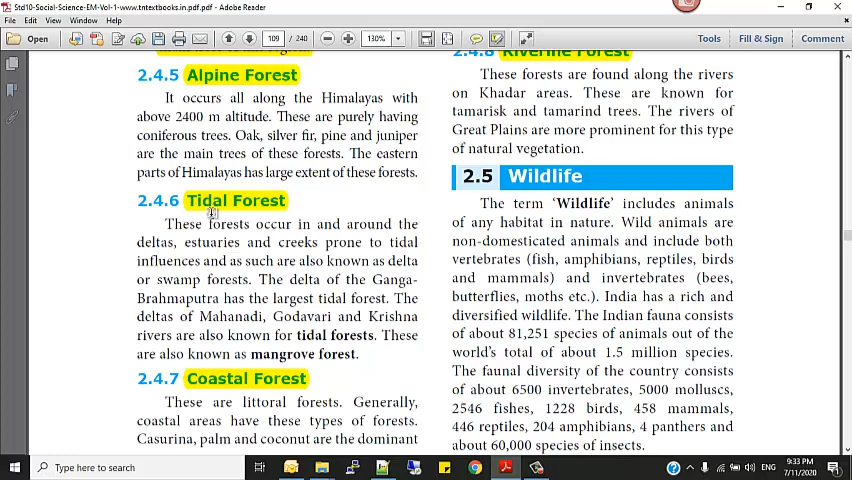 Std10-Social-Science-EM-Vol-1-www.tntextbooks.in.pdf.pdf - Adobe Reader
File Edit View Window Help
Open 109 / 240 130% Tools Fill & Sign Comment
2.4.5 Alpine Forest
It occurs all along the Himalayas with
above 2400 m altitude. These are purely having
coniferous trees. Oak, silver fir, pine and juniper
are the main trees of these forests. The eastern
parts of Himalayas has large extent of these forests.
2.4.6 Tidal Forest
These forests occur in and around the
deltas, estuaries and creeks prone to tidal
influences and as such are also known as delta
or swamp forests. The delta of the Ganga-
Brahmaputra has the largest tidal forest. The
deltas of Mahanadi, Godavari and Krishna
rivers are also known for tidal forests. These
are also known as mangrove forest.
2.4.7 Coastal Forest
These are littoral forests. Generally,
coastal areas have these types of forests.
Casurina, palm and coconut are the dominant
2.4.8 Riverine Forest
These forests are found along the rivers
on Khadar areas. These are known for
tamarisk and tamarind trees. The rivers of
Great Plains are more prominent for this type
of natural vegetation.
2.5 Wildlife
The term ‘Wildlife’ includes animals
of any habitat in nature. Wild animals are
non-domesticated animals and include both
vertebrates (fish, amphibians, reptiles, birds
and mammals) and invertebrates (bees,
butterflies, moths etc.). India has a rich and
diversified wildlife. The Indian fauna consists
of about 81,251 species of animals out of the
world's total of about 1.5 million species.
The faunal diversity of the country consists
of about 6500 invertebrates, 5000 molluscs,
2546 fishes, 1228 birds, 458 mammals,
446 reptiles, 204 amphibians, 4 panthers and
about 60,000 species of insects.
Type here to search
ENG
9:33 PM
7/11/2020